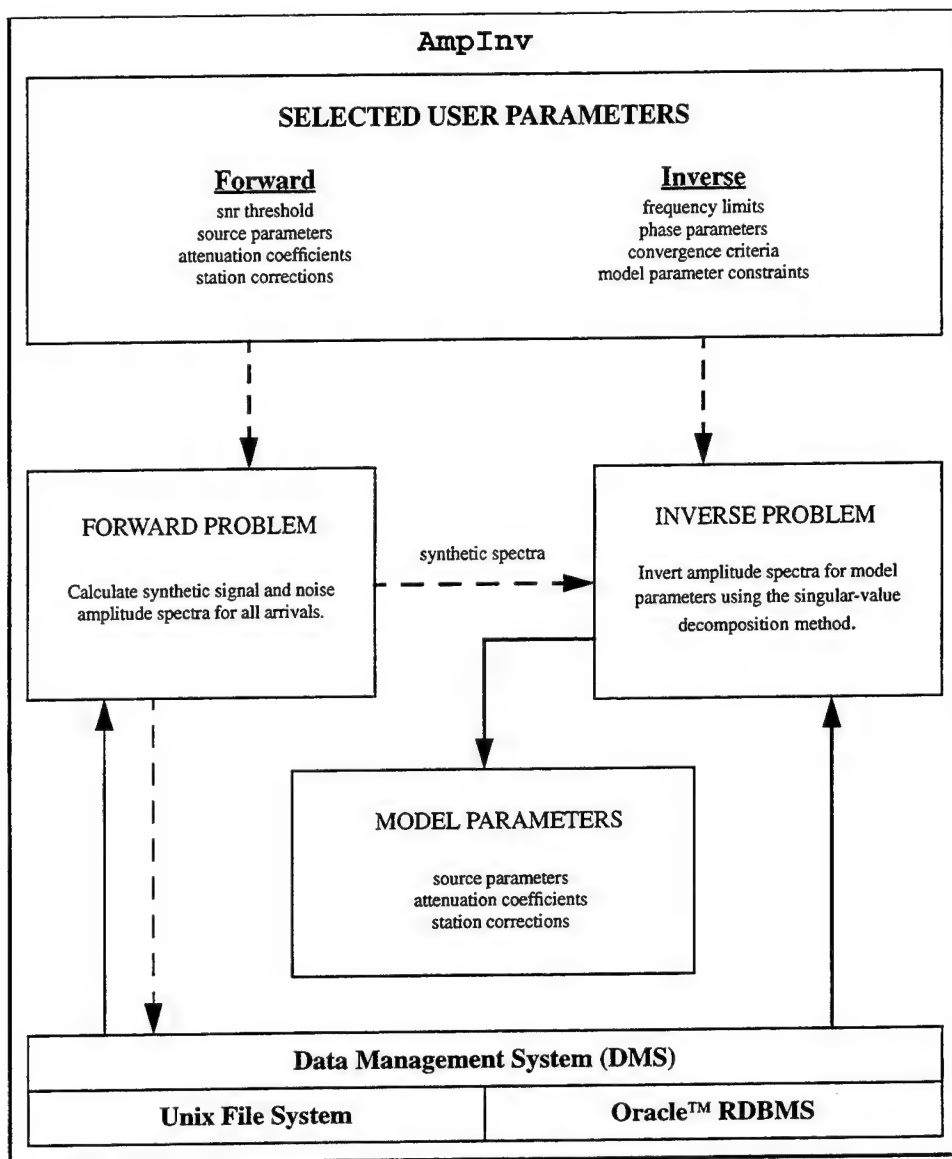 AmpInv
SELECTED USER PARAMETERS
Forward
snr threshold
source parameters
attenuation coefficients
station corrections
Inverse
frequency limits
phase parameters
convergence criteria
model parameter constraints
FORWARD PROBLEM
Calculate synthetic signal and noise
amplitude spectra for all arrivals.
synthetic spectra
INVERSE PROBLEM
Invert amplitude spectra for model
parameters using the singular-value
decomposition method.
MODEL PARAMETERS
source parameters
attenuation coefficients
station corrections
Data Management System (DMS)
Unix File System
Oracle™ RDBMS